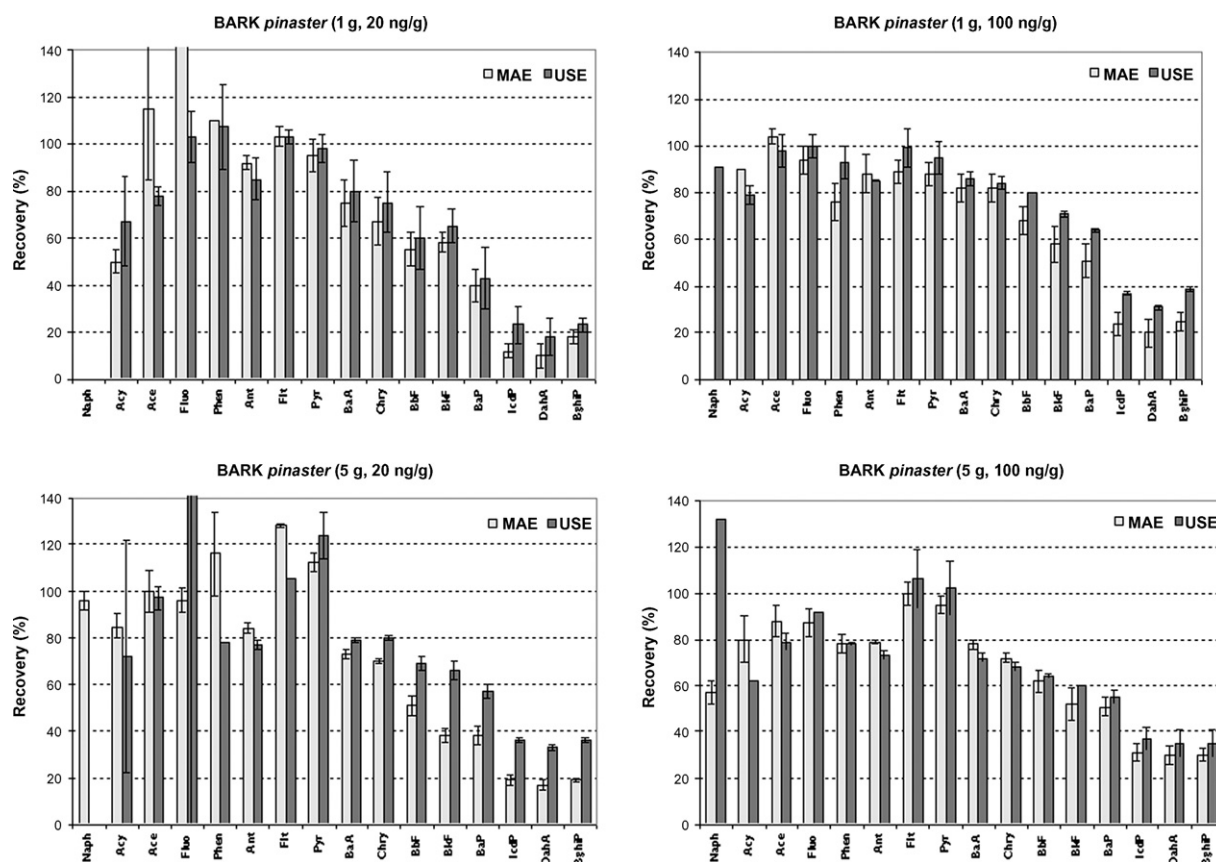 BARK pinaster (1 g, 20 ng/g)
140
120
100
80
60
40
20
0
Recovery (%)
MAE USE
Naph Acy Ace Fluo Phen Ant Flt Pyr BaA Chry BbF BkF BaP IcdP DahA BghiP
BARK pinaster (1 g, 100 ng/g)
140
120
100
80
60
40
20
0
Recovery (%)
MAE USE
Naph Acy Ace Fluo Phen Ant Flt Pyr BaA Chry BbF BkF BaP IcdP DahA BghiP
BARK pinaster (5 g, 20 ng/g)
140
120
100
80
60
40
20
0
Recovery (%)
MAE USE
Naph Acy Ace Fluo Phen Ant Flt Pyr BaA Chry BbF BkF BaP IcdP DahA BghiP
BARK pinaster (5 g, 100 ng/g)
140
120
100
80
60
40
20
0
Recovery (%)
MAE USE
Naph Acy Ace Fluo Phen Ant Flt Pyr BaA Chry BbF BkF BaP IcdP DahA BghiP